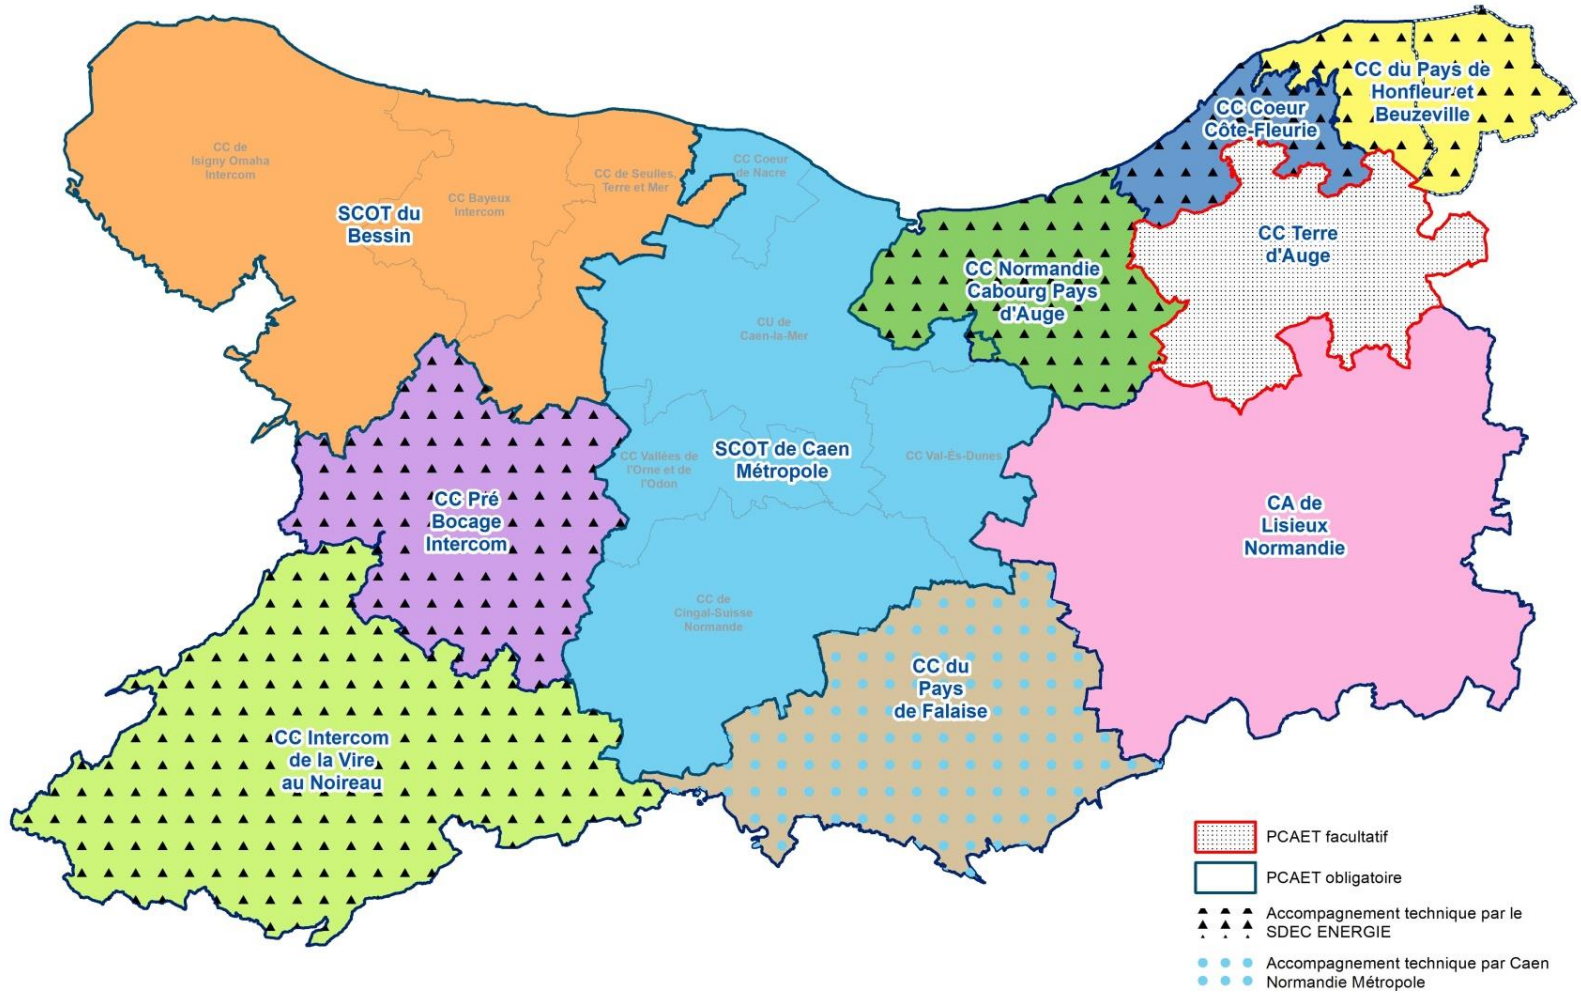 CC du Pays de
Honfleur et
Beuzeville
CC Coeur
Côte-Fleurie
CC de
Isigny Omaha
Intercom
CC Bayeux
Intercom
CC de Seulles,
Terre et Mer
CC Coeur
de Nacre
SCOT du
Bessin
CC Terre
d'Auge
CC Normandie
Cabourg Pays
d'Auge
CU de
Caen-la-Mer
SCOT de Caen
Métropole
CC Vallées de
l'Orne et de
l'Odon
CC Val-Ès-Dunes
CC Pré
Bocage
Intercom
CA de
Lisieux
Normandie
CC de
Cingal-Suisse
Normande
CC du
Pays
de Falaise
CC Intercom
de la Vire
au Noireau
PCAET facultatif
PCAET obligatoire
Accompagnement technique par le
SDEC ENERGIE
Accompagnement technique par Caen
Normandie Métropole